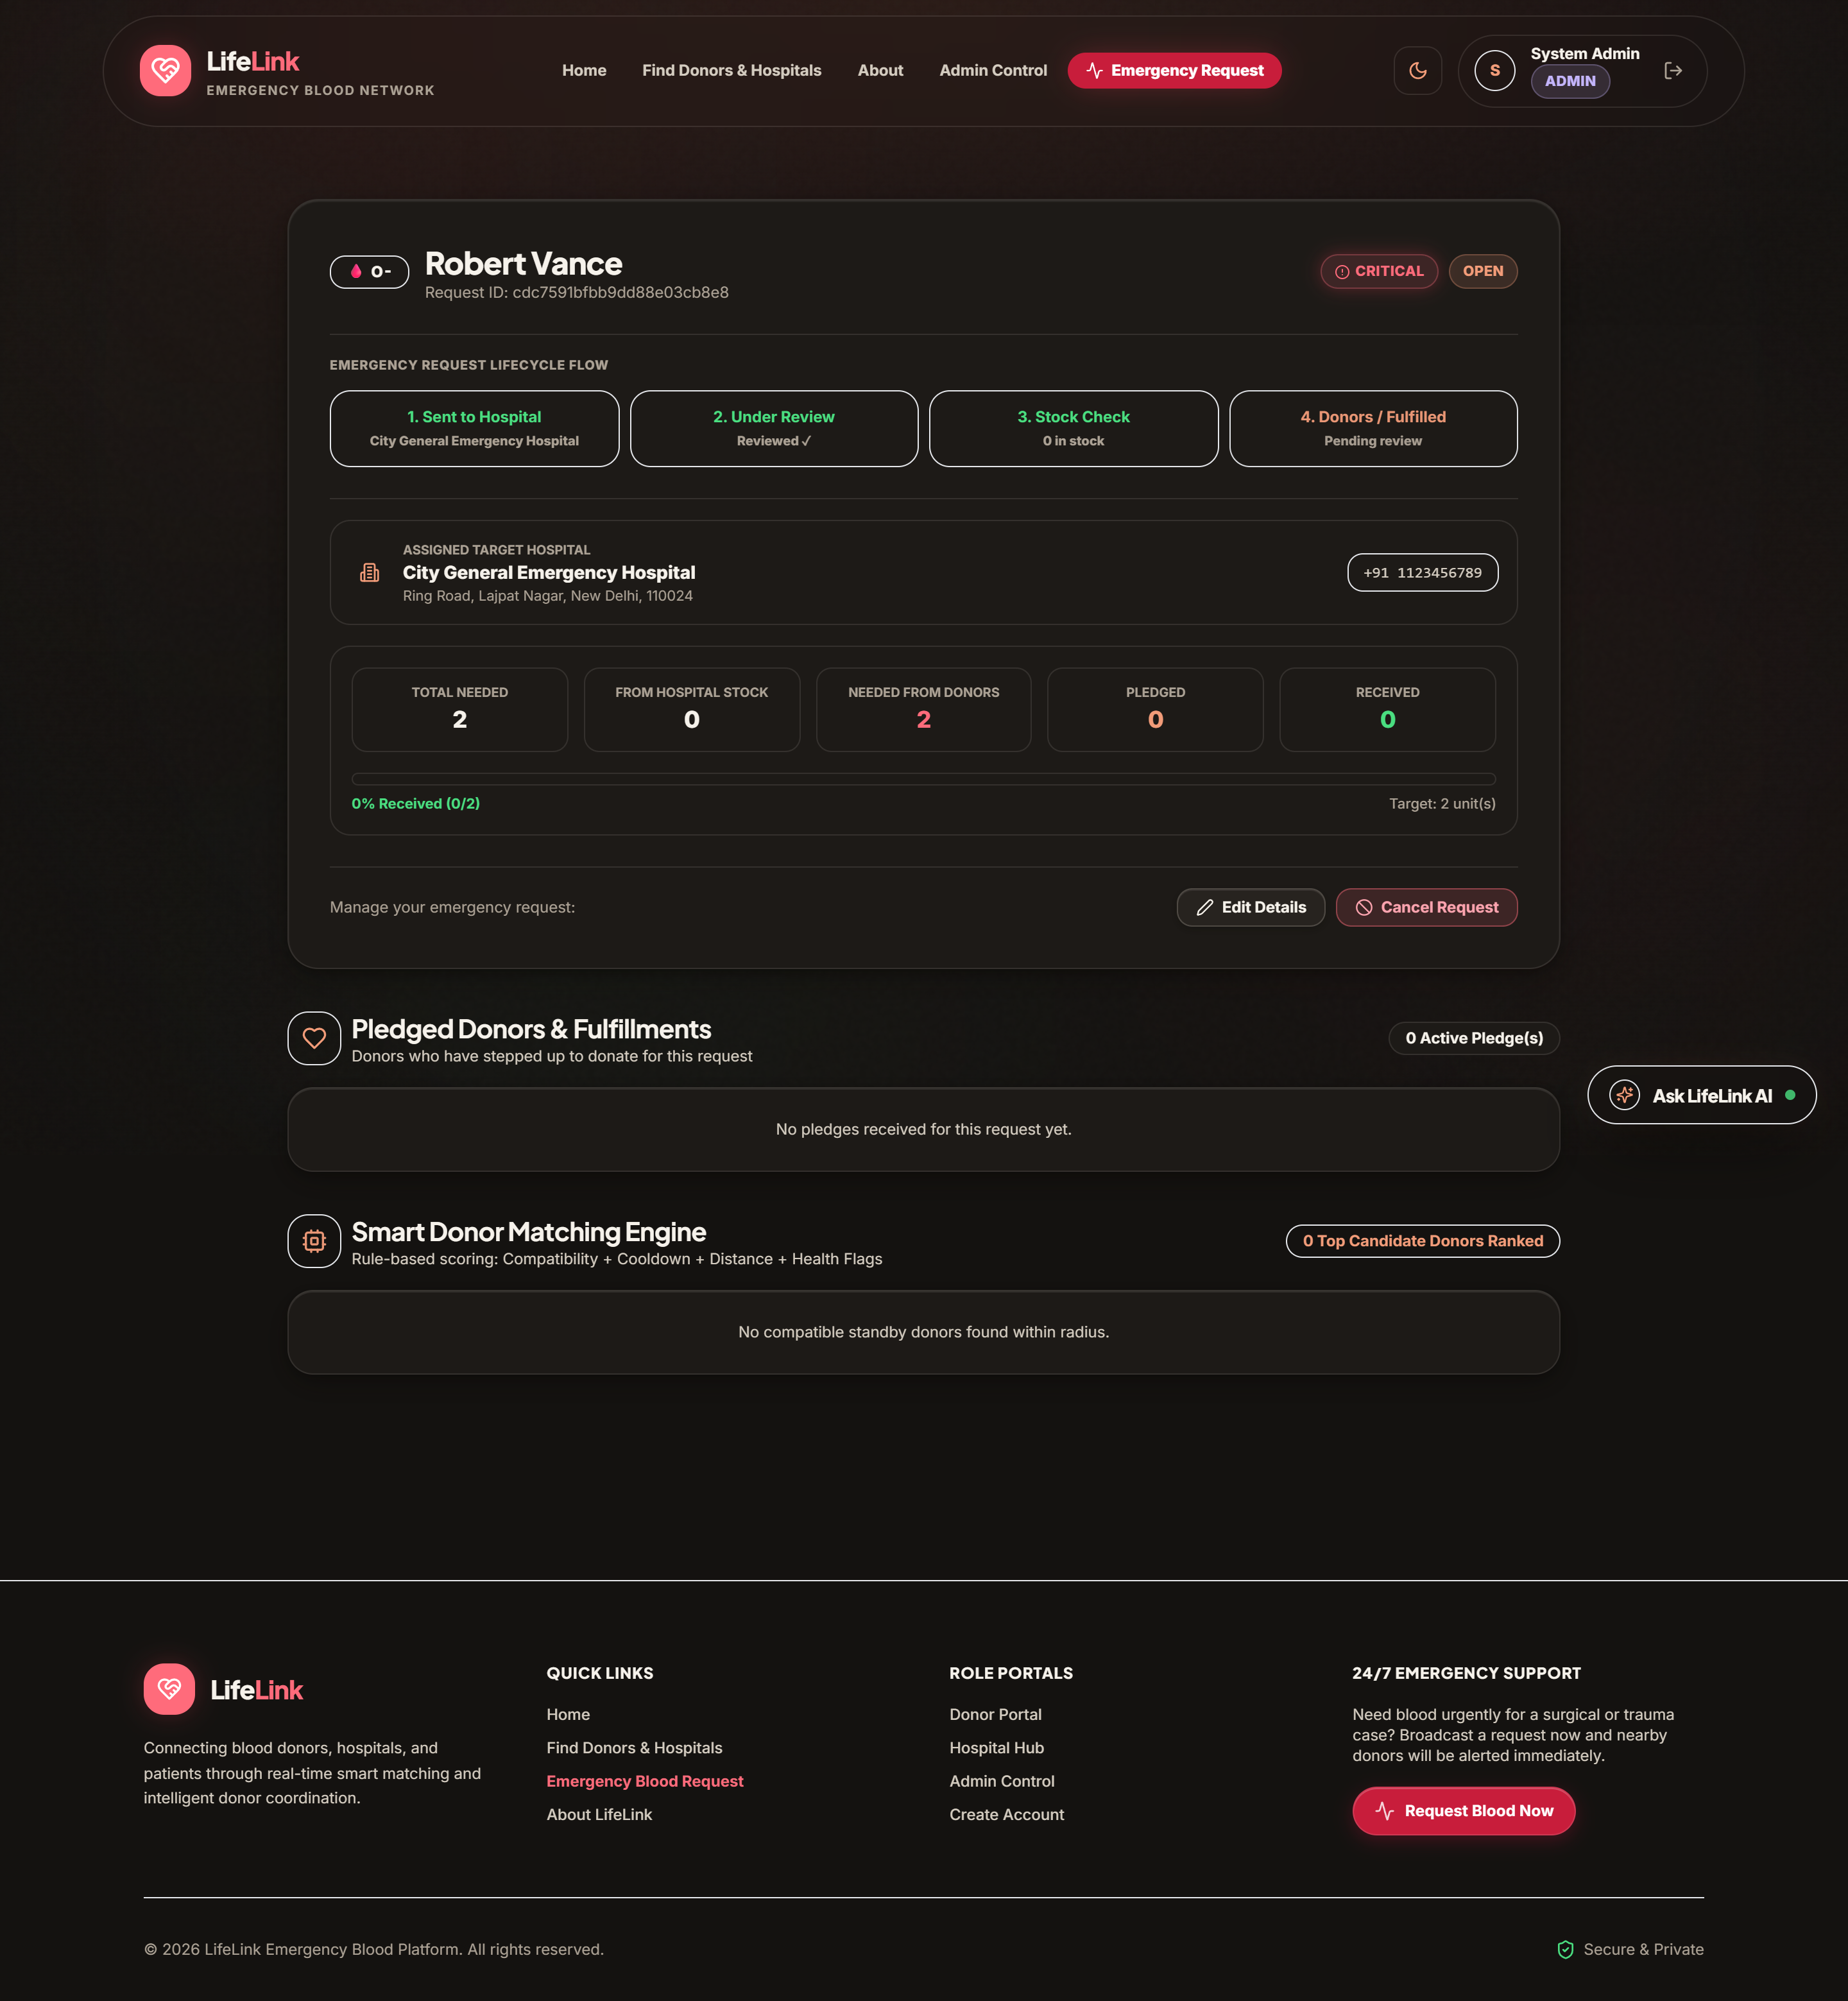 LifeLink
EMERGENCY BLOOD NETWORK
Home
Find Donors & Hospitals
About
Admin Control
Emergency Request
S
System Admin
ADMIN
O-
Robert Vance
Request ID: cdc7591bfbb9dd88e03cb8e8
CRITICAL
OPEN
EMERGENCY REQUEST LIFECYCLE FLOW
1. Sent to Hospital
City General Emergency Hospital
2. Under Review
Reviewed ✓
3. Stock Check
0 in stock
4. Donors / Fulfilled
Pending review
ASSIGNED TARGET HOSPITAL
City General Emergency Hospital
Ring Road, Lajpat Nagar, New Delhi, 110024
+91 1123456789
TOTAL NEEDED
2
FROM HOSPITAL STOCK
0
NEEDED FROM DONORS
2
PLEDGED
0
RECEIVED
0
0% Received (0/2)
Target: 2 unit(s)
Manage your emergency request:
Edit Details
Cancel Request
Pledged Donors & Fulfillments
Donors who have stepped up to donate for this request
0 Active Pledge(s)
No pledges received for this request yet.
Ask LifeLink AI
Smart Donor Matching Engine
Rule-based scoring: Compatibility + Cooldown + Distance + Health Flags
0 Top Candidate Donors Ranked
No compatible standby donors found within radius.
LifeLink
Connecting blood donors, hospitals, and
patients through real-time smart matching and
intelligent donor coordination.
QUICK LINKS
Home
Find Donors & Hospitals
Emergency Blood Request
About LifeLink
ROLE PORTALS
Donor Portal
Hospital Hub
Admin Control
Create Account
24/7 EMERGENCY SUPPORT
Need blood urgently for a surgical or trauma
case? Broadcast a request now and nearby
donors will be alerted immediately.
Request Blood Now
© 2026 LifeLink Emergency Blood Platform. All rights reserved.
Secure & Private